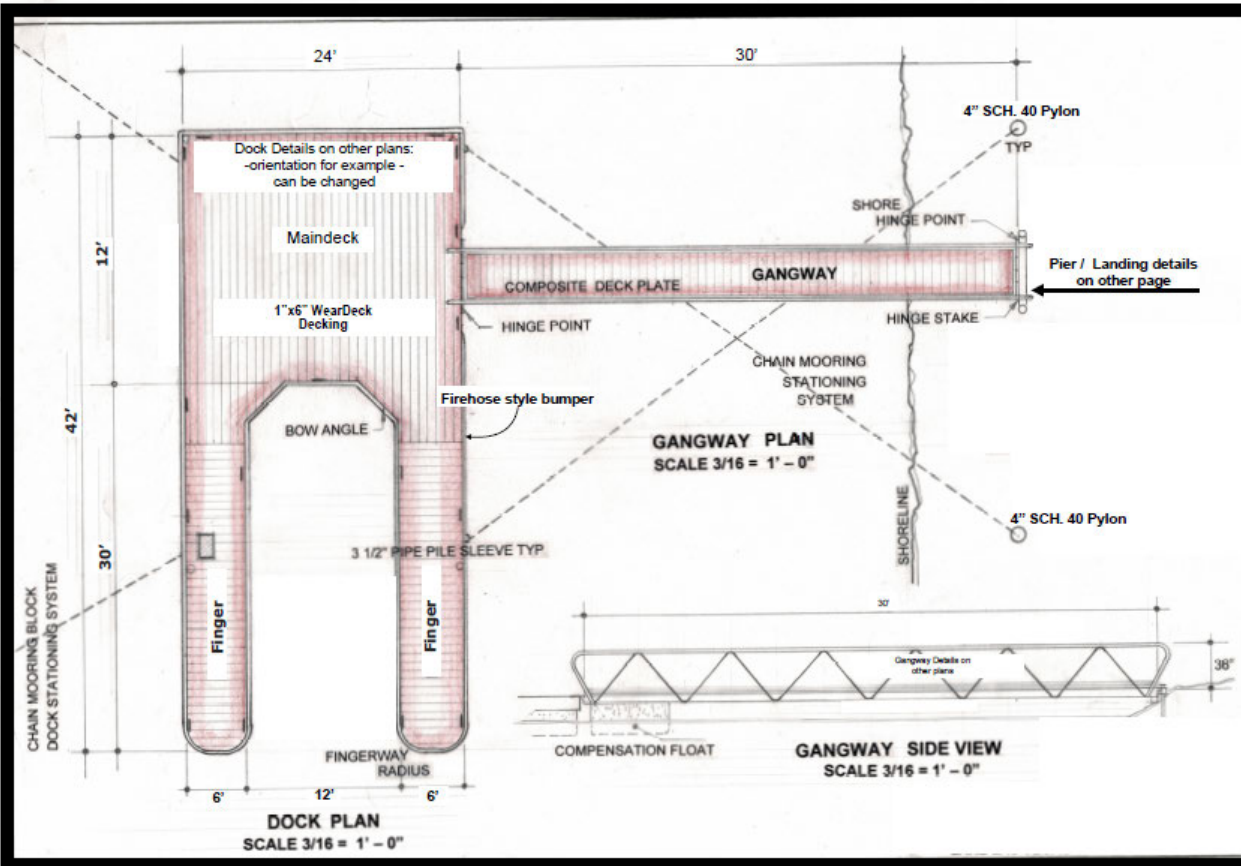 24'
30'
4" SCH. 40 Pylon
TYP
Dock Details on other plans:
-orientation for example -
can be changed
SHORE
HINGE POINT
12'
Maindeck
GANGWAY
Pier / Landing details
on other page
COMPOSITE DECK PLATE
1"x6" WearDeck
Decking
HINGE POINT
HINGE STAKE
CHAIN MOORING
STATIONING
SYSTEM
42'
Firehose style bumper
BOW ANGLE
GANGWAY PLAN
SCALE 3/16 = 1' – 0"
4" SCH. 40 Pylon
SHORELINE
30'
3 1/2" PIPE PILE SLEEVE TYP
CHAIN MOORING BLOCK
DOCK STATIONING SYSTEM
Finger
Finger
30'
Gangway Details on
other plans
36"
COMPENSATION FLOAT
GANGWAY SIDE VIEW
SCALE 3/16 = 1' – 0"
FINGERWAY
RADIUS
6'
12'
6'
DOCK PLAN
SCALE 3/16 = 1' – 0"